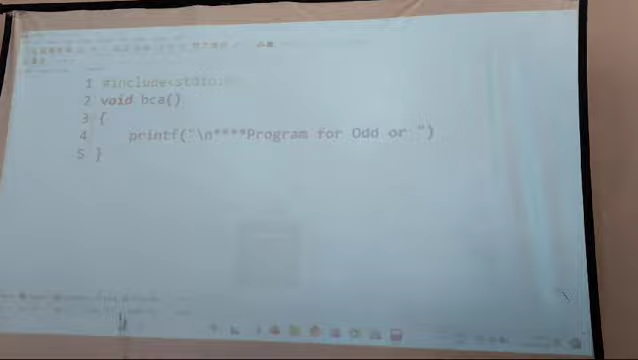 1 #include<stdio.
2 void bca()
3 {
4 printf("\n****Program for Odd or ")
5 }